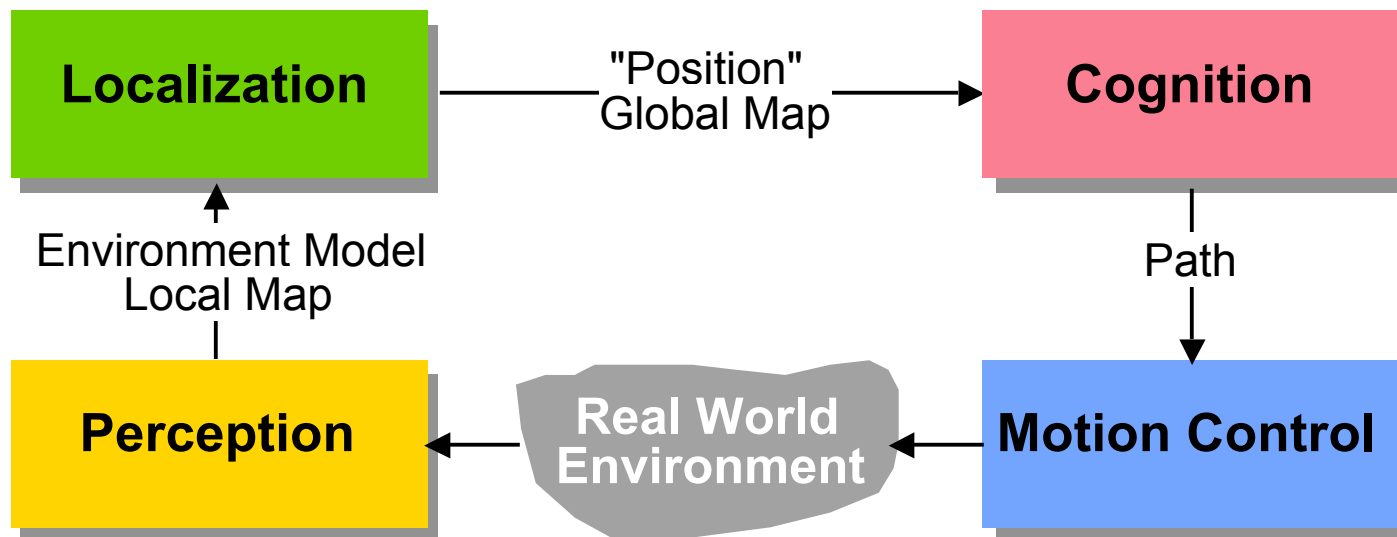 Localization
"Position"
Global Map
Cognition
Environment Model
Local Map
Path
Perception
Real World
Environment
Motion Control